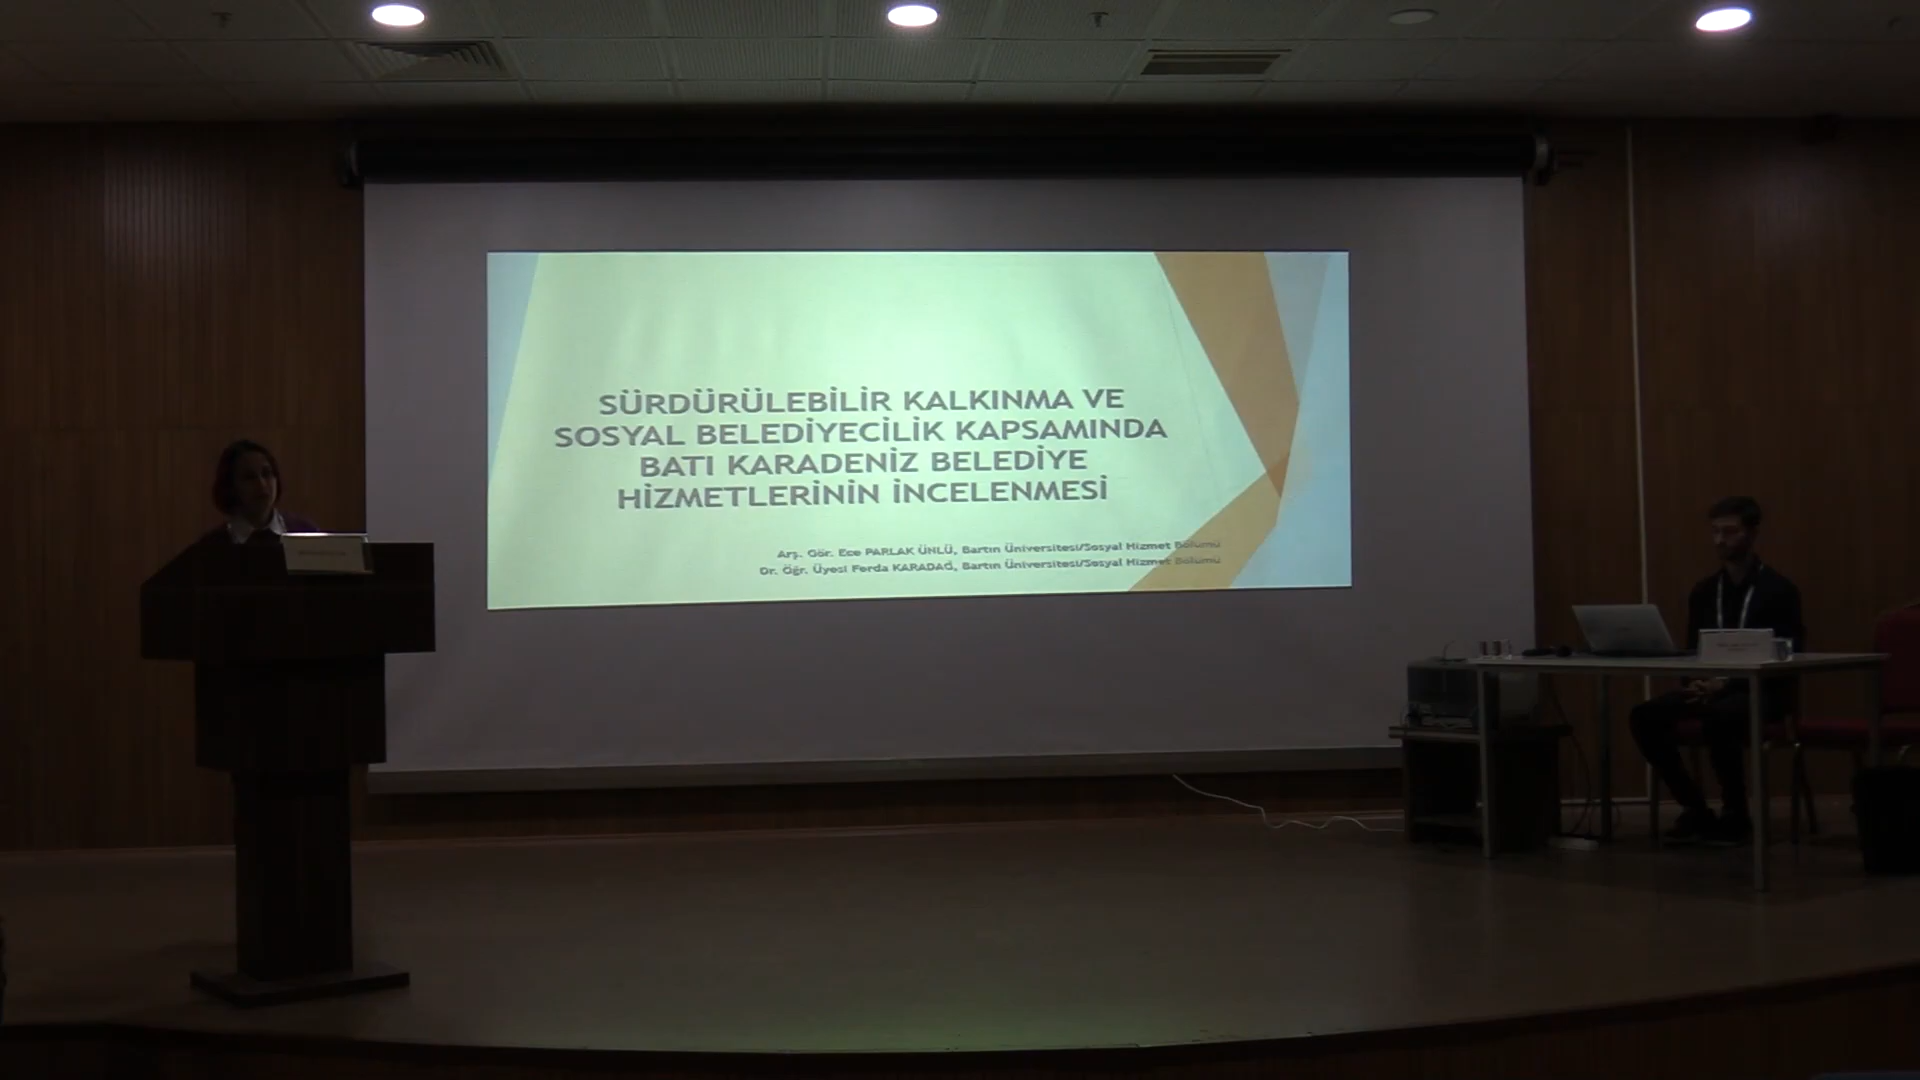 SÜRDÜRÜLEBİLİR KALKINMA VE
SOSYAL BELEDİYECİLİK KAPSAMINDA
BATI KARADENİZ BELEDİYE
HİZMETLERİNİN İNCELENMESİ
Arş. Gör. Ece PARLAK ÜNLÜ, Bartın Üniversitesi/Sosyal Hizmet Bölümü
Dr. Öğr. Üyesi Ferda KARADAĞ, Bartın Üniversitesi/Sosyal Hizmet Bölümü